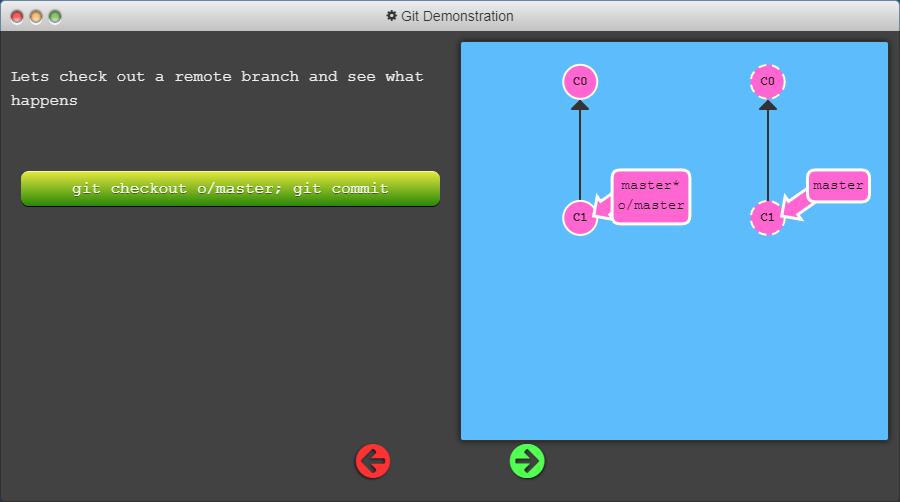 Git Demonstration
Lets check out a remote branch and see what
happens
git checkout o/master; git commit
C0
C0
master*
o/master
master
C1
C1